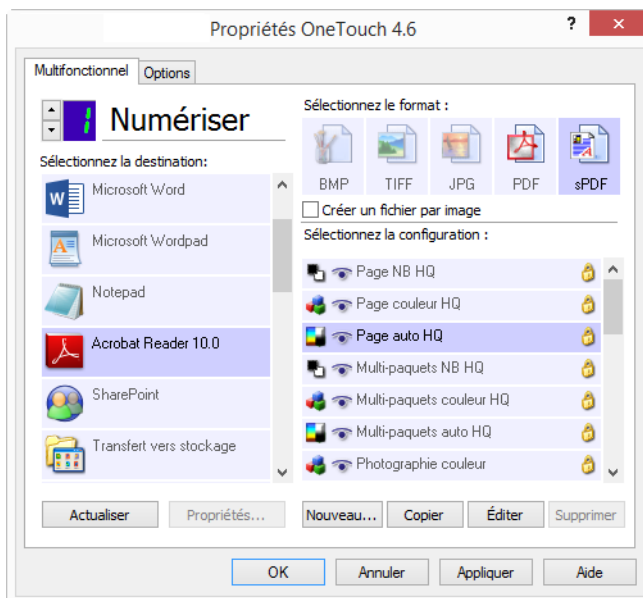 Propriétés OneTouch 4.6
?
Multifonctionnel
Options
1
Numériser
Sélectionnez la destination:
Microsoft Word
Microsoft Wordpad
Notepad
Acrobat Reader 10.0
SharePoint
Transfert vers stockage
Actualiser
Propriétés...
Sélectionnez le format :
BMP
TIFF
JPG
PDF
sPDF
Créer un fichier par image
Sélectionnez la configuration :
Page NB HQ
Page couleur HQ
Page auto HQ
Multi-paquets NB HQ
Multi-paquets couleur HQ
Multi-paquets auto HQ
Photographie couleur
Nouveau...
Copier
Éditer
Supprimer
OK
Annuler
Appliquer
Aide